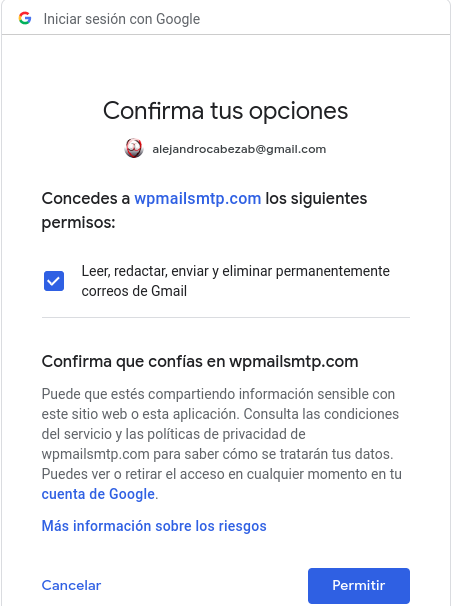 Iniciar sesión con Google
Confirma tus opciones
alejandrocabezab@gmail.com
Concedes a wpmailsmtp.com los siguientes
permisos:
Leer, redactar, enviar y eliminar permanentemente
correos de Gmail
Confirma que confías en wpmailsmtp.com
Puede que estés compartiendo información sensible con
este sitio web o esta aplicación. Consulta las condiciones
del servicio y las políticas de privacidad de
wpmailsmtp.com para saber cómo se tratarán tus datos.
Puedes ver o retirar el acceso en cualquier momento en tu
cuenta de Google.
Más información sobre los riesgos
Cancelar
Permitir